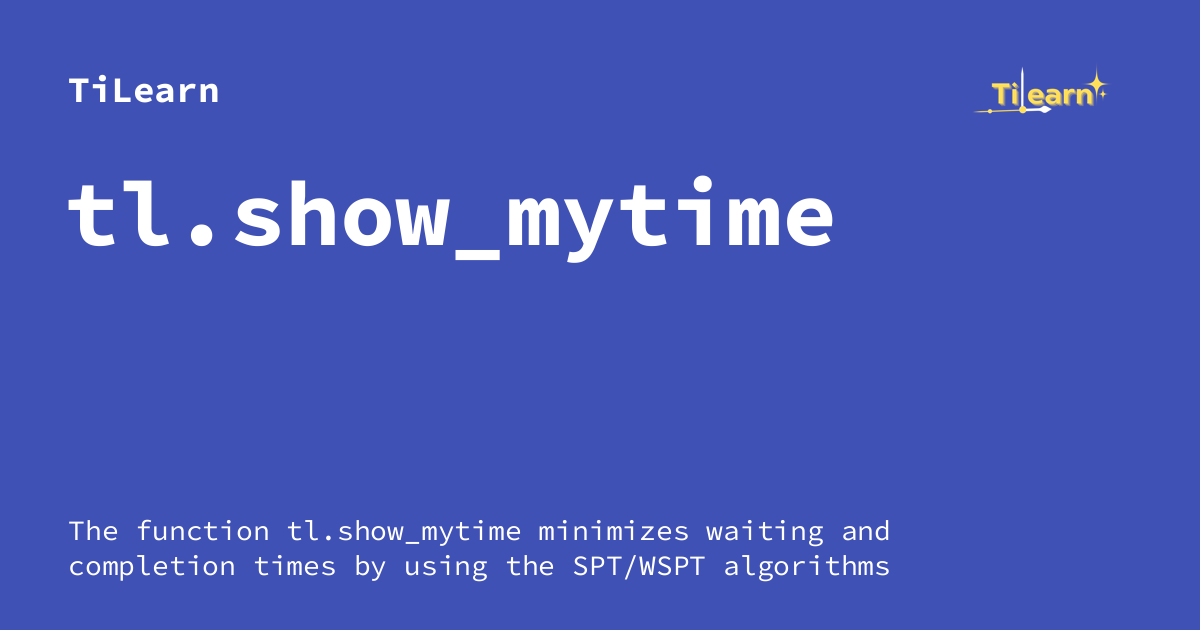 TiLearn
TiLearn
tl.show_mytime
The function tl.show_mytime minimizes waiting and
completion times by using the SPT/WSPT algorithms